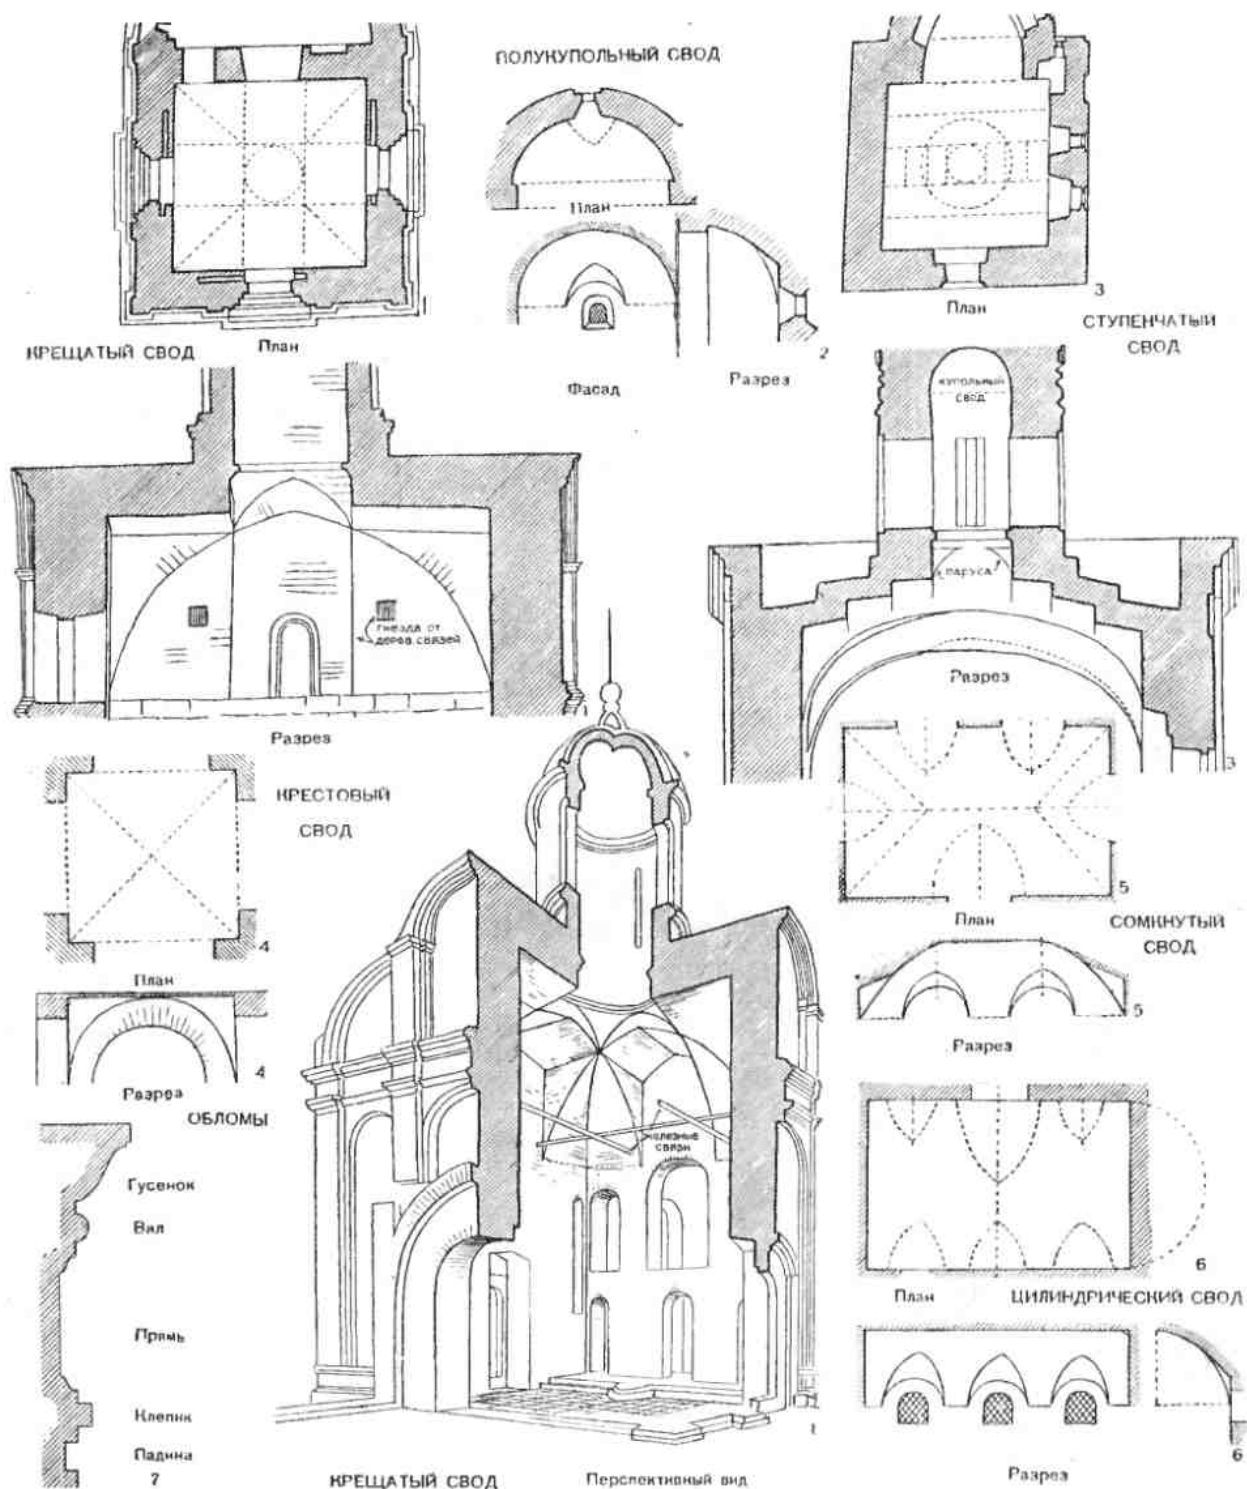 ПОЛУКУПОЛЬНЫЙ СВОД
План
План
3
План
КРЕЩАТЫЙ СВОД
2
СТУПЕНЧАТЫЙ
СВОД
Фасад
Разрез
КУПОЛЬНЫЙ
СВОД
ПАРУСА
гнезда от
дерев. связей
Разрез
1
Разрез
3
КРЕСТОВЫЙ
СВОД
4
План
5
План
СОМКНУТЫЙ
СВОД
4
Разрез
5
Разрез
ОБЛОМЫ
железные
связи
Гусенок
Вал
Прямь
Клепик
Падина
7
6
План
ЦИЛИНДРИЧЕСКИЙ СВОД
1
6
Разрез
КРЕЩАТЫЙ СВОД
Перспективный вид